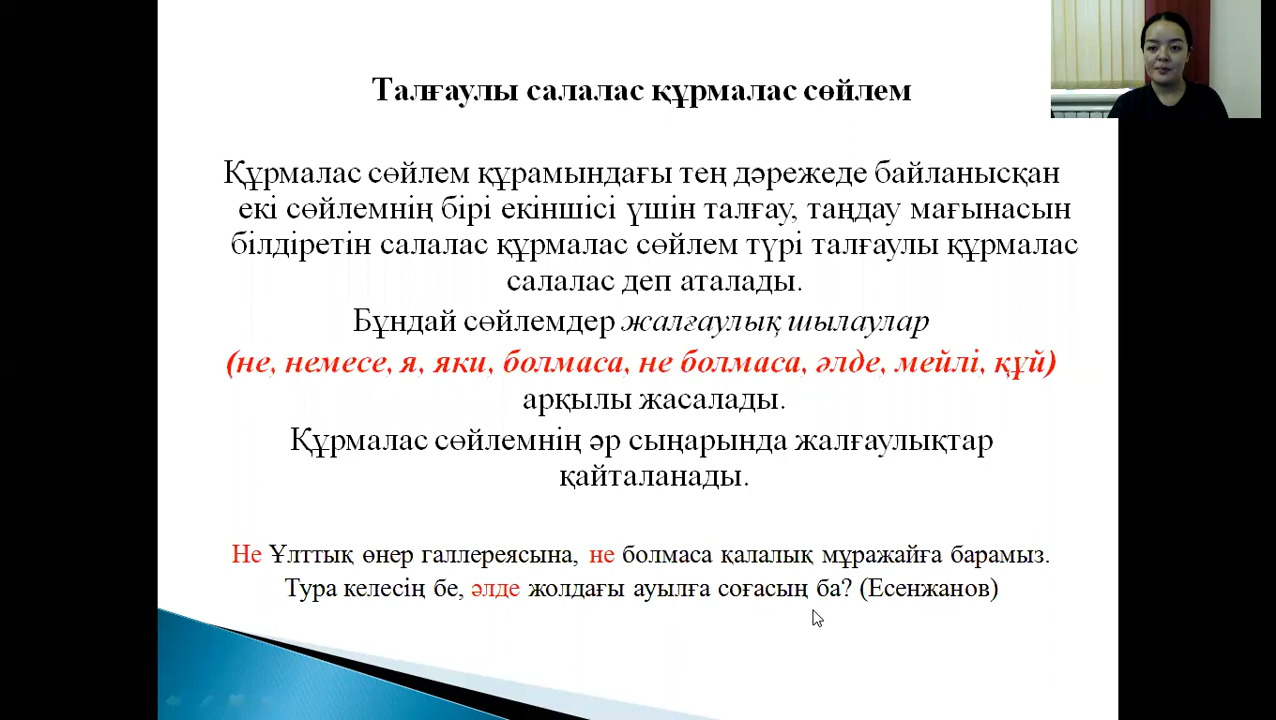 Талғаулы салалас құрмалас сөйлем
Құрмалас сөйлем құрамындағы тең дәрежеде байланысқан
екі сөйлемнің бірі екіншісі үшін талғау, таңдау мағынасын
білдіретін салалас құрмалас сөйлем түрі талғаулы құрмалас
салалас деп аталады.
Бұндай сөйлемдер жалғаулық шылаулар
(не, немесе, я, яки, болмаса, не болмаса, әлде, мейлі, құй)
арқылы жасалады.
Құрмалас сөйлемнің әр сыңарында жалғаулықтар
қайталанады.
Не Ұлттық өнер галлереясына, не болмаса қалалық мұражайға барамыз.
Тура келесің бе, әлде жолдағы ауылға соғасың ба? (Есенжанов)